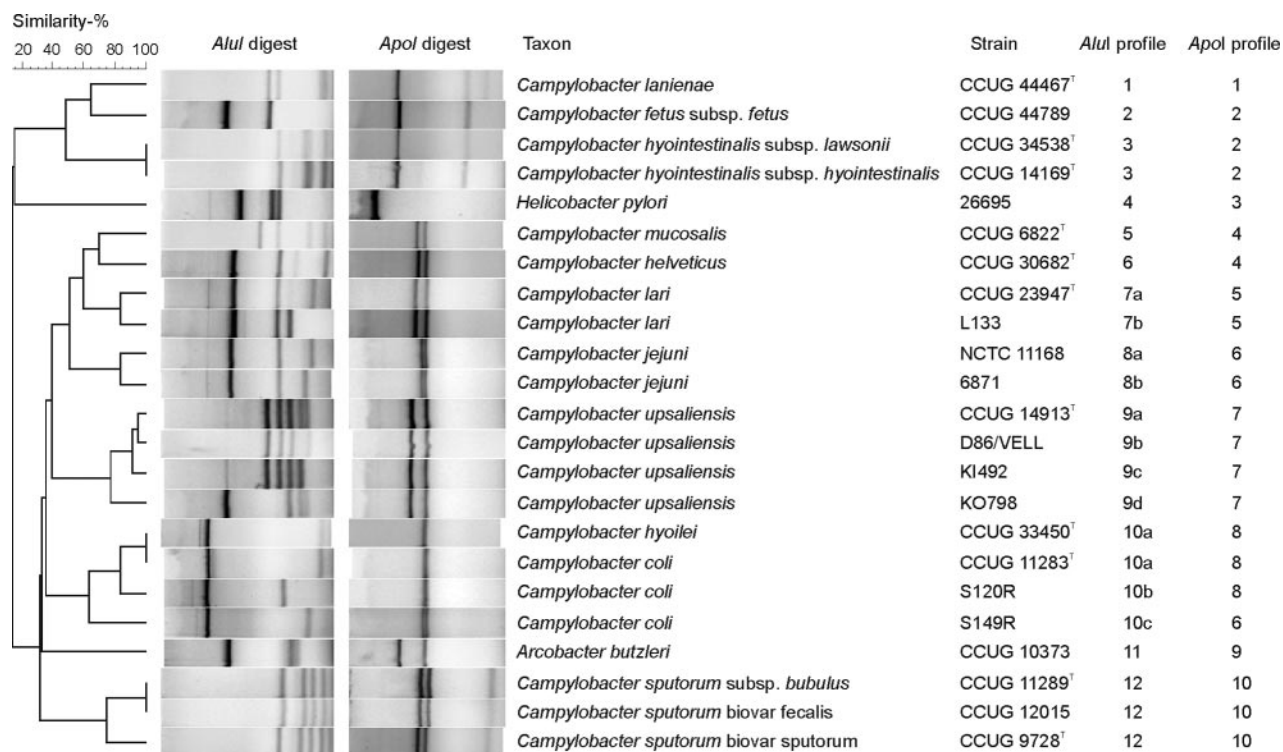 Similarity-%
20 40 60 80 100 AluI digest ApoI digest Taxon Strain AluI profile ApoI profile
Campylobacter lanienae CCUG 44467ᵀ 1 1
Campylobacter fetus subsp. fetus CCUG 44789 2 2
Campylobacter hyointestinalis subsp. lawsonii CCUG 34538ᵀ 3 2
Campylobacter hyointestinalis subsp. hyointestinalis CCUG 14169ᵀ 3 2
Helicobacter pylori 26695 4 3
Campylobacter mucosalis CCUG 6822ᵀ 5 4
Campylobacter helveticus CCUG 30682ᵀ 6 4
Campylobacter lari CCUG 23947ᵀ 7a 5
Campylobacter lari L133 7b 5
Campylobacter jejuni NCTC 11168 8a 6
Campylobacter jejuni 6871 8b 6
Campylobacter upsaliensis CCUG 14913ᵀ 9a 7
Campylobacter upsaliensis D86/VELL 9b 7
Campylobacter upsaliensis KI492 9c 7
Campylobacter upsaliensis KO798 9d 7
Campylobacter hyoilei CCUG 33450ᵀ 10a 8
Campylobacter coli CCUG 11283ᵀ 10a 8
Campylobacter coli S120R 10b 8
Campylobacter coli S149R 10c 6
Arcobacter butzleri CCUG 10373 11 9
Campylobacter sputorum subsp. bubulus CCUG 11289ᵀ 12 10
Campylobacter sputorum biovar fecalis CCUG 12015 12 10
Campylobacter sputorum biovar sputorum CCUG 9728ᵀ 12 10